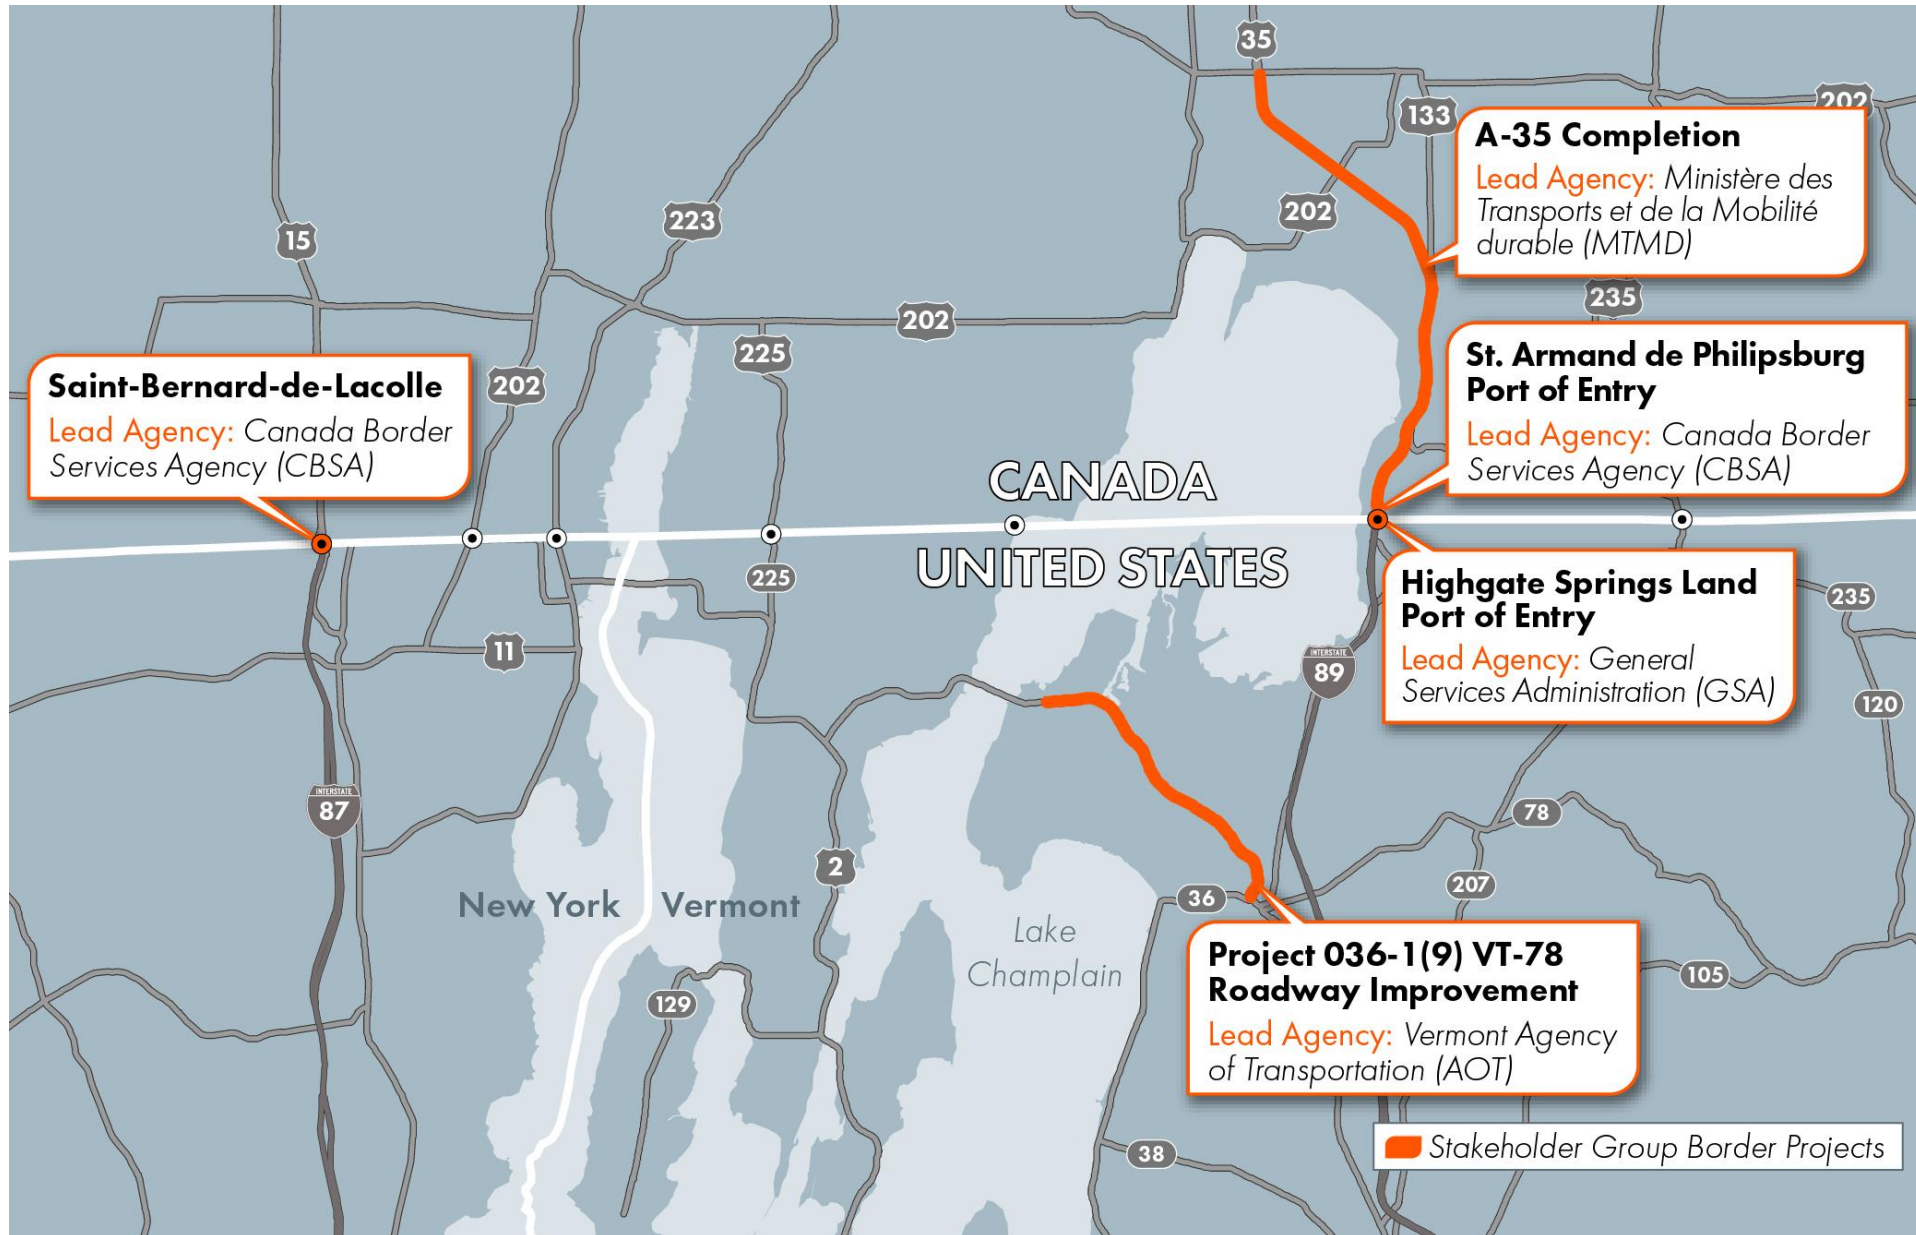 35
202
133
A-35 Completion
Lead Agency: Ministère des
Transports et de la Mobilité
durable (MTMD)
202
223
15
235
202
225
St. Armand de Philipsburg
Port of Entry
Lead Agency: Canada Border
Services Agency (CBSA)
Saint-Bernard-de-Lacolle
Lead Agency: Canada Border
Services Agency (CBSA)
202
CANADA
UNITED STATES
225
Highgate Springs Land
Port of Entry
Lead Agency: General
Services Administration (GSA)
235
11
INTERSTATE
89
120
INTERSTATE
87
78
2
207
36
New York
Vermont
Lake
Champlain
Project 036-1(9) VT-78
Roadway Improvement
Lead Agency: Vermont Agency
of Transportation (AOT)
105
129
38
Stakeholder Group Border Projects